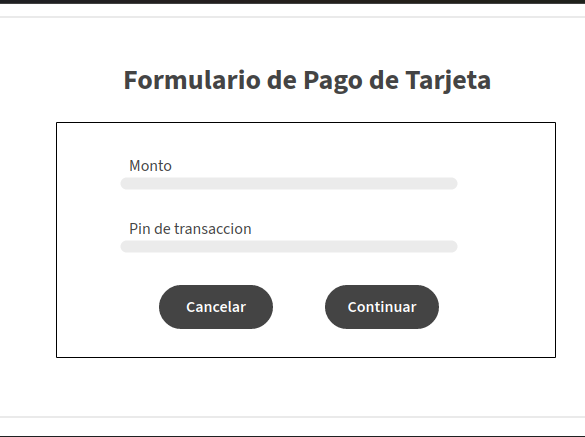 Formulario de Pago de Tarjeta
Monto
Pin de transaccion
Cancelar
Continuar